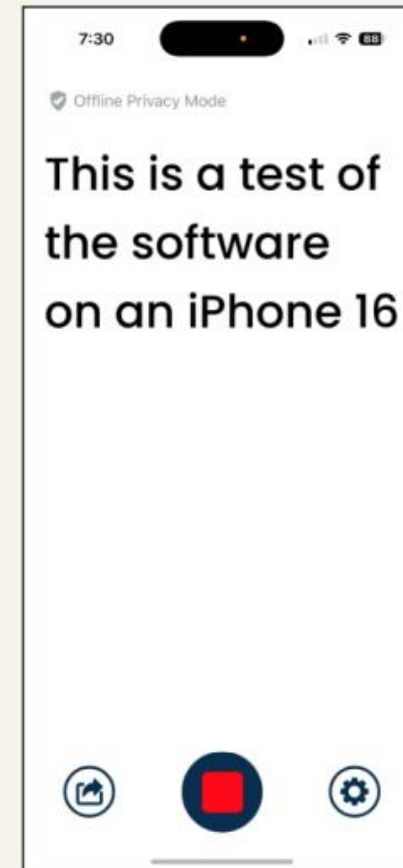 7:30
88
Offline Privacy Mode
This is a test of
the software
on an iPhone 16